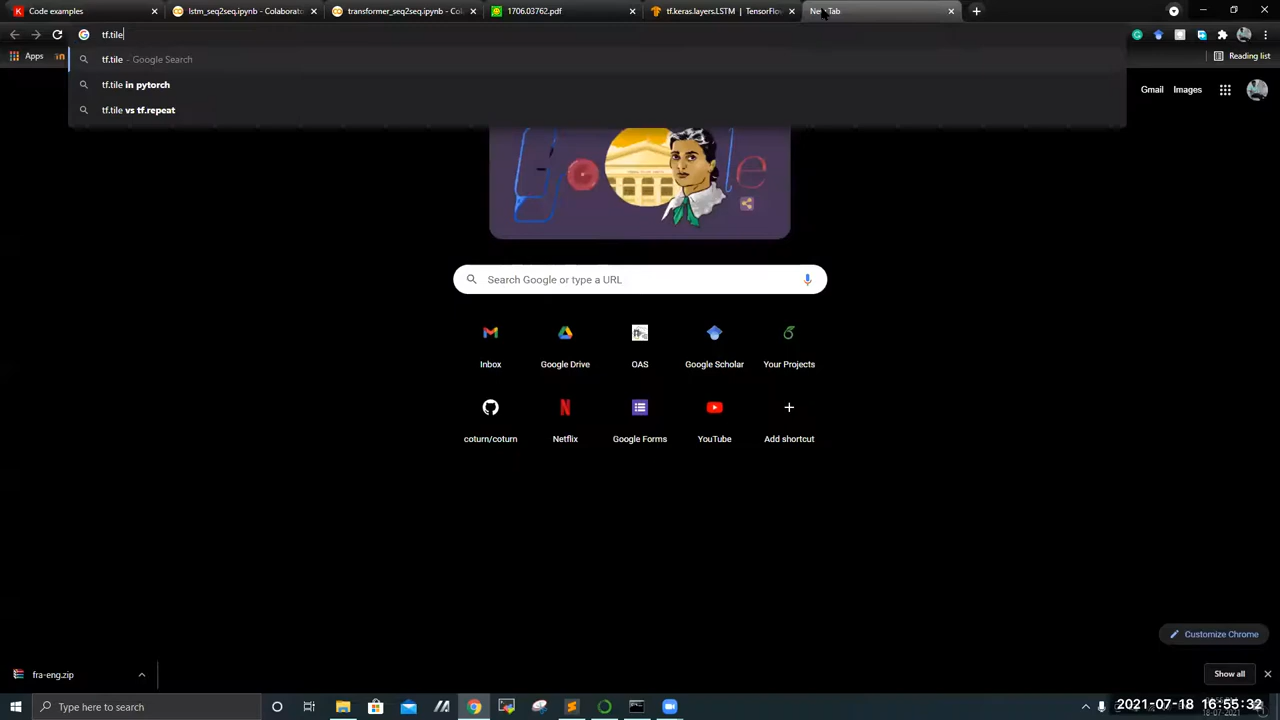 Code examples
lstm_seq2seq.ipynb - Colaborato
transformer_seq2seq.ipynb - Col
1706.03762.pdf
tf.keras.layers.LSTM | TensorFlo
New Tab
tf.tile
Apps
Reading list
tf.tile - Google Search
tf.tile in pytorch
tf.tile vs tf.repeat
Gmail
Images
Search Google or type a URL
Inbox
Google Drive
OAS
Google Scholar
Your Projects
coturn/coturn
Netflix
Google Forms
YouTube
Add shortcut
Customize Chrome
fra-eng.zip
Show all
Type here to search
2021-07-18 16:55:32